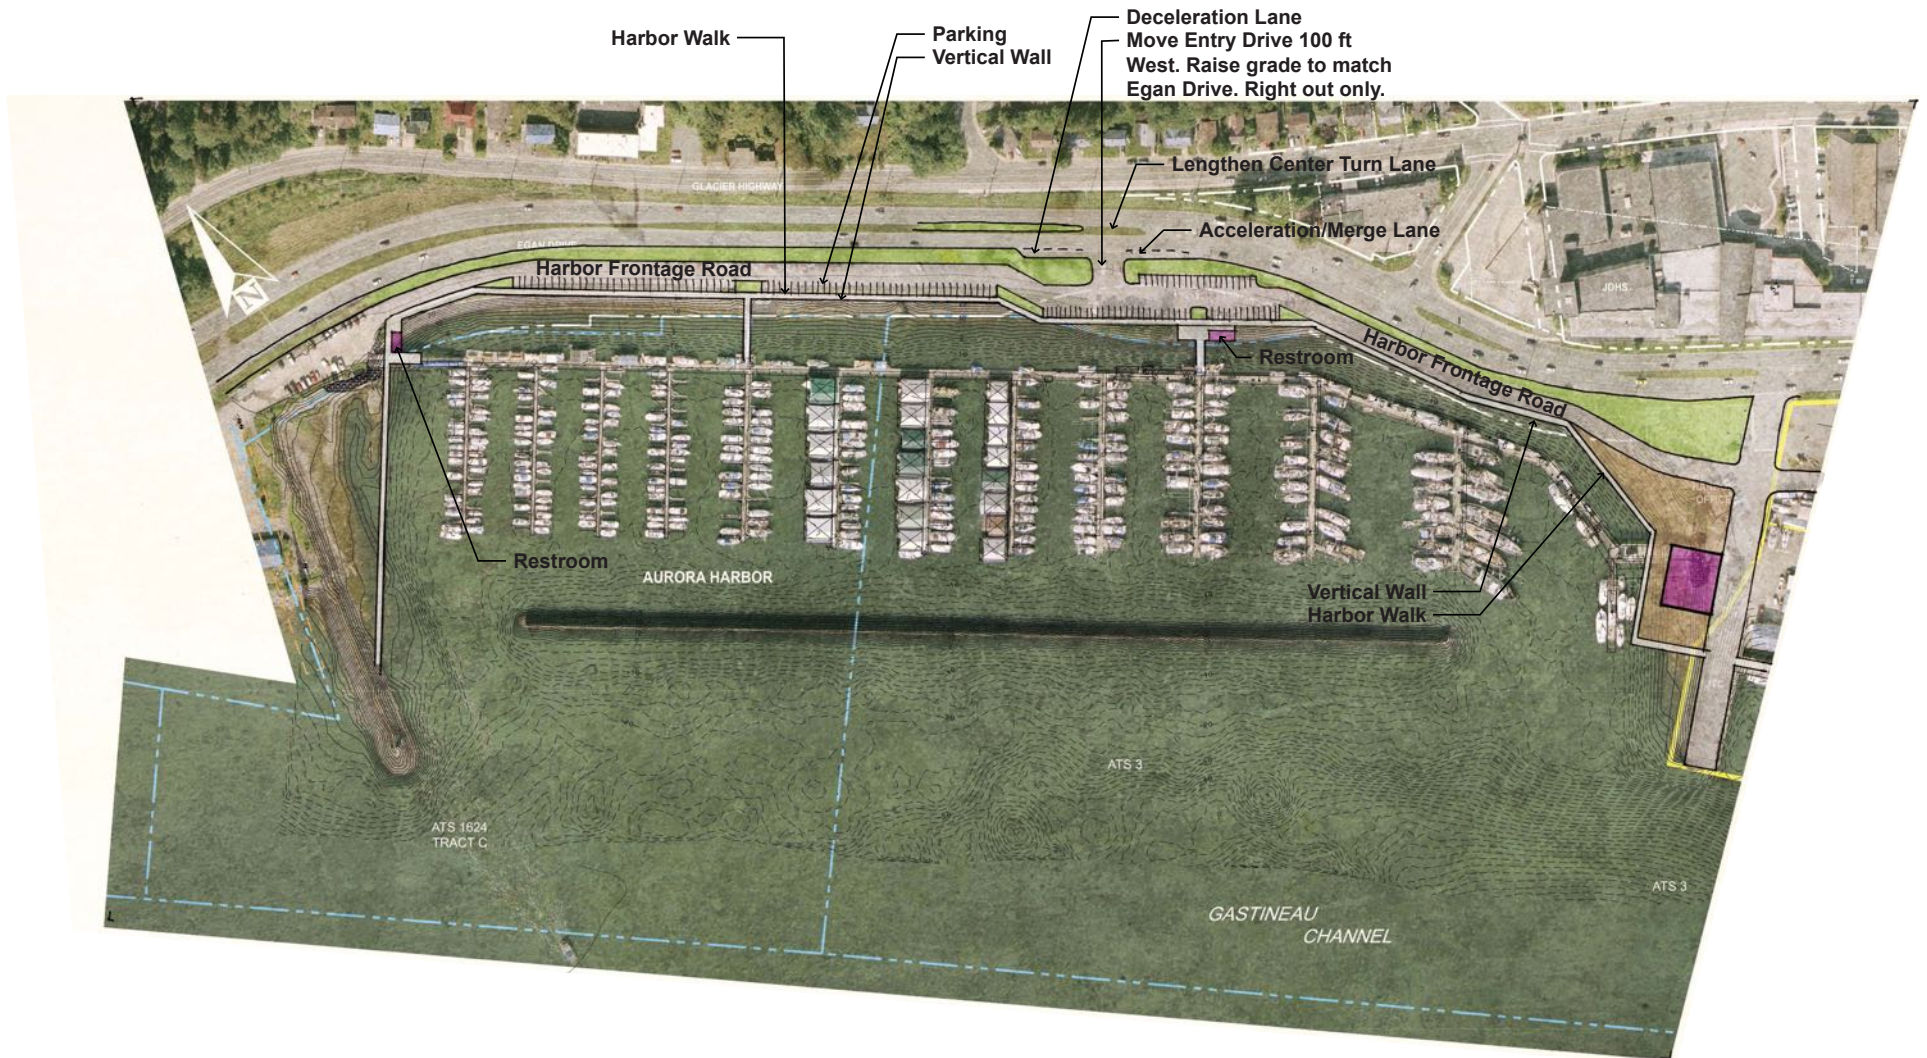 Deceleration Lane
Harbor Walk
Parking
Move Entry Drive 100 ft
Vertical Wall
West. Raise grade to match
Egan Drive. Right out only.
Lengthen Center Turn Lane
GLACIER HIGHWAY
Acceleration/Merge Lane
EGAN DRIVE
Harbor Frontage Road
N
JDHS
Harbor Frontage Road
Restroom
OFFICE
Restroom
AURORA HARBOR
Vertical Wall
Harbor Walk
ATS 3
ATS 1624
TRACT C
ATS 3
GASTINEAU
CHANNEL